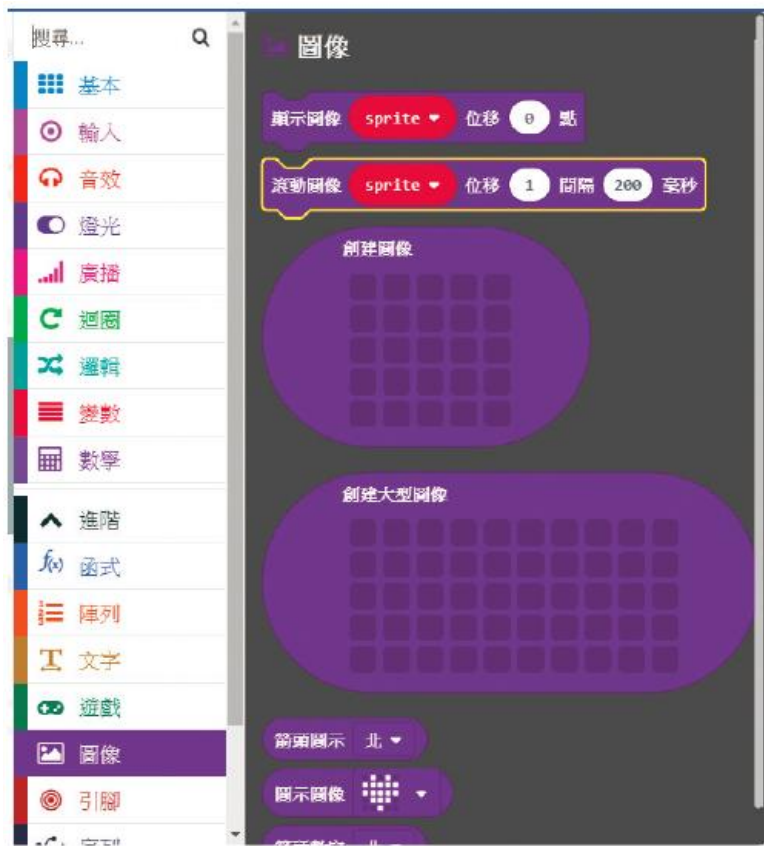 搜尋...
基本
輸入
音效
燈光
廣播
迴圈
邏輯
變數
數學
進階
f(x) 函式
陣列
文字
遊戲
圖像
引腳
圖像
顯示圖像 sprite 位移 0 點
滾動圖像 sprite 位移 1 間隔 200 毫秒
創建圖像
創建大型圖像
箭頭圖示 北
圖示圖像